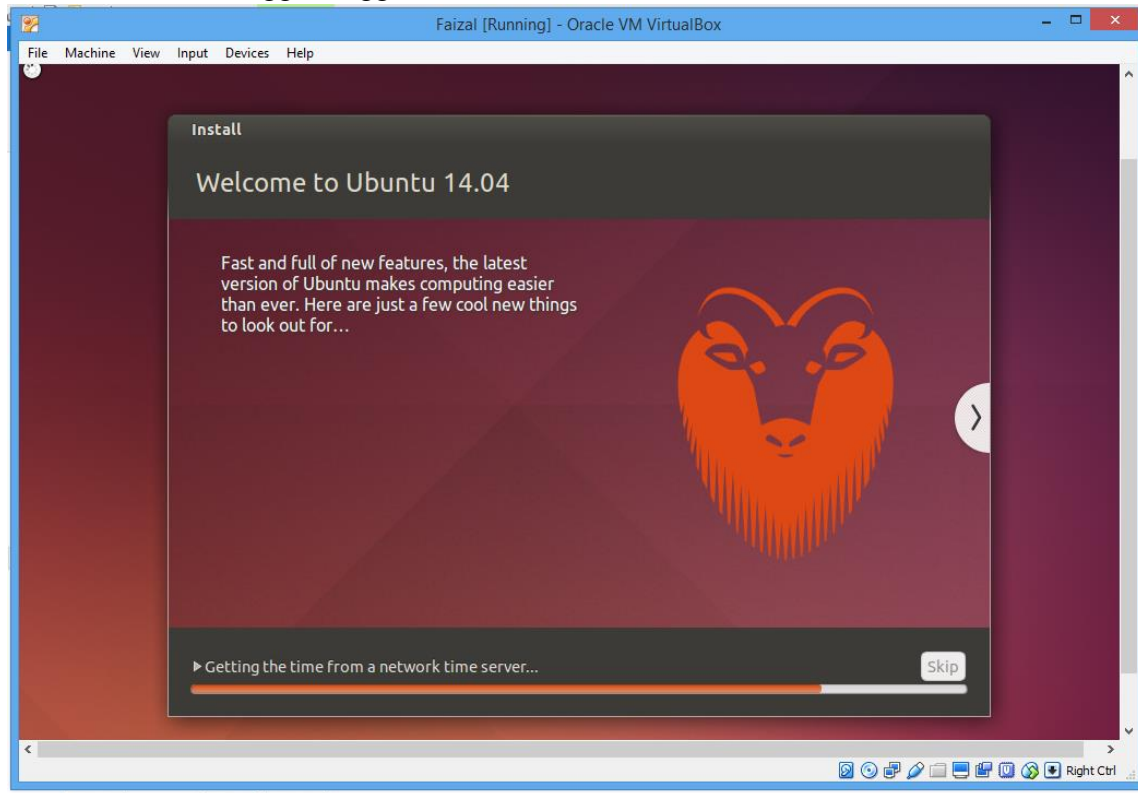 Faizal [Running] - Oracle VM VirtualBox
File Machine View Input Devices Help
Install
Welcome to Ubuntu 14.04
Fast and full of new features, the latest
version of Ubuntu makes computing easier
than ever. Here are just a few cool new things
to look out for…
Getting the time from a network time server...
Skip
Right Ctrl